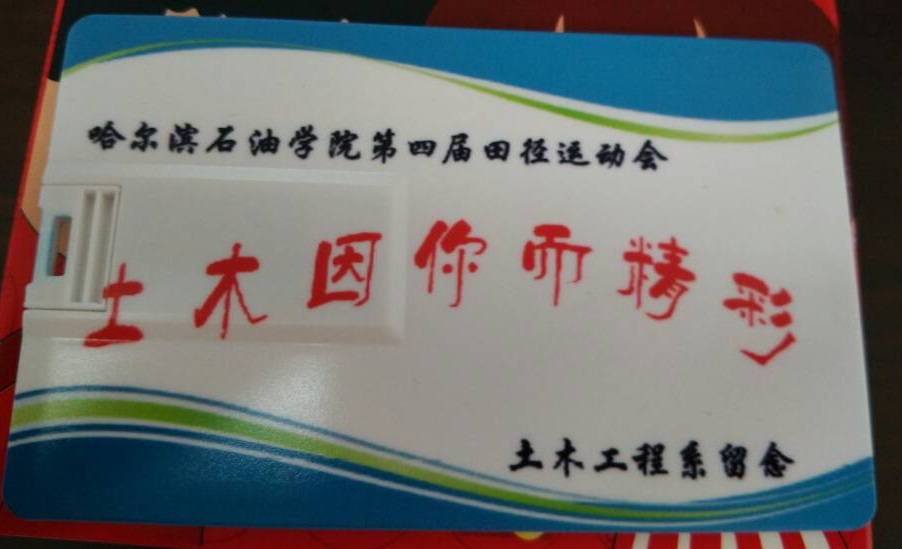 哈尔滨石油学院第四届田径运动会
土木因你而精彩
土木工程系留念